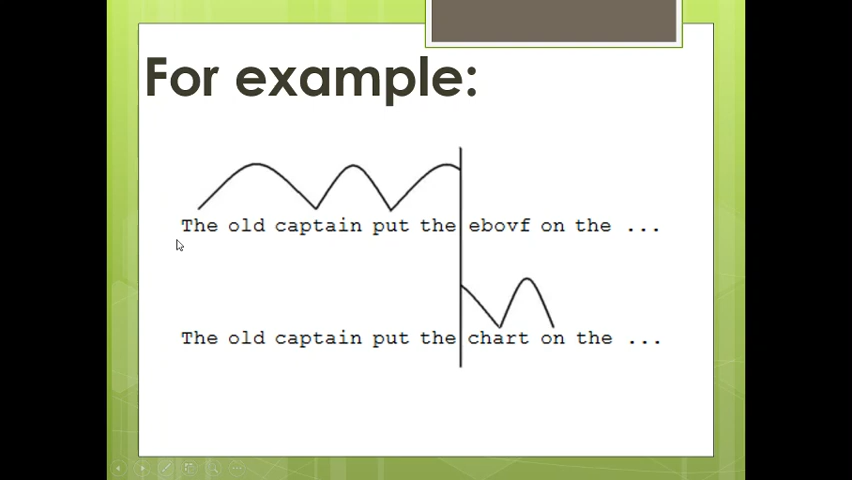 For example:
The old captain put the ebovf on the ...
The old captain put the chart on the ...